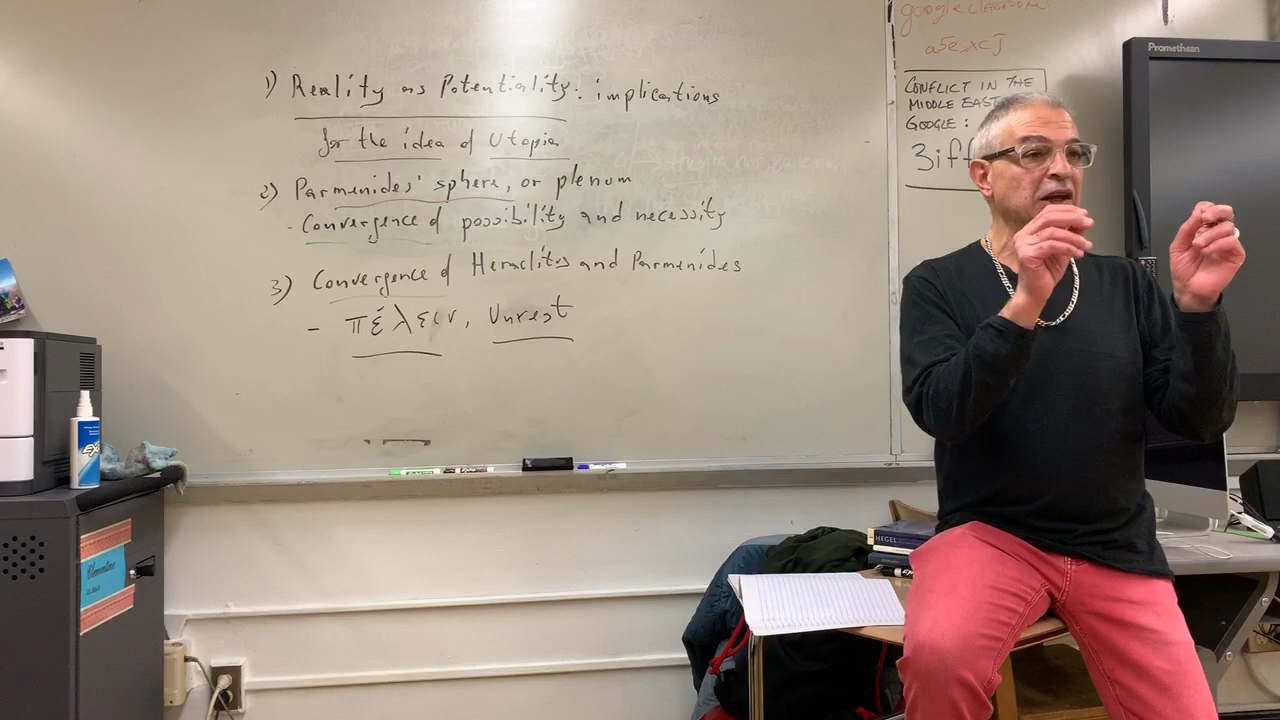 1) Reality as Potentiality: implications
for the idea of Utopia
2) Parmenides' sphere, or plenum
- Convergence of possibility and necessity
3) Convergence of Heraclitus and Parmenides
- πέλειν, Unrest
google classroom:
CONFLICT IN THE
MIDDLE EAST
GOOGLE:
3iff
Promethean
HEGEL